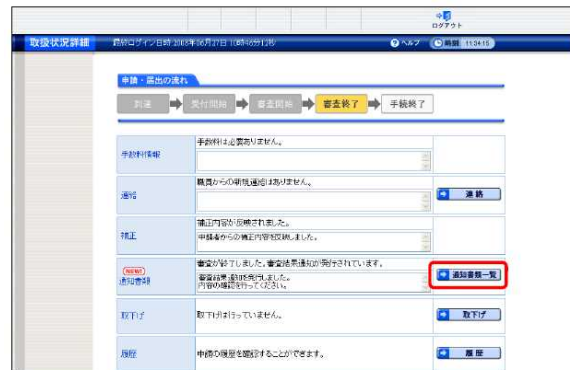 ログアウト
取扱状況詳細 最終ログイン日時:2008年06月27日 10時46分12秒 ヘルプ 時刻 11:34:15
申請・届出の流れ
到達 受付開始 審査開始 審査終了 手続終了
手数料情報 手数料は必要ありません。
連絡 職員からの新規連絡はありません。 連絡
補正 補正内容が反映されました。
申請者からの補正内容を反映しました。
NEW!
通知書類 審査が終了しました。審査結果通知が発行されています。 通知書類一覧
審査結果通知を発行しました。
内容の確認を行ってください。
取下げ 取下げは行っていません。 取下げ
履歴 申請の履歴を確認することができます。 履歴